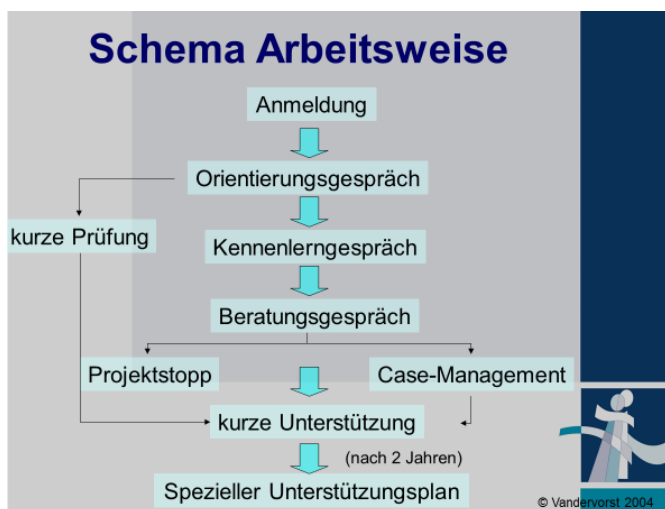 Schema Arbeitsweise
Anmeldung
Orientierungsgespräch
kurze Prüfung
Kennenlerngespräch
Beratungsgespräch
Projektstopp
Case-Management
kurze Unterstützung
(nach 2 Jahren)
Spezieller Unterstützungsplan
© Vandervorst 2004